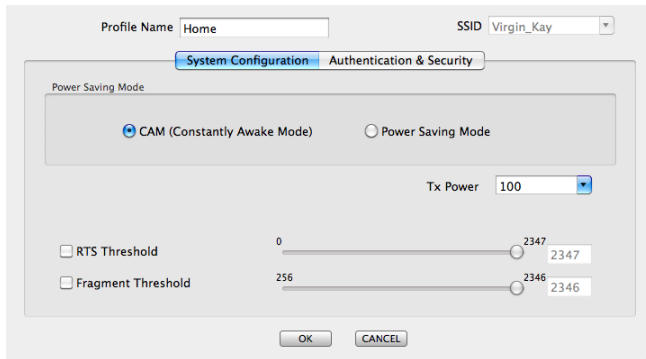 Profile Name Home SSID Virgin_Kay
System Configuration Authentication & Security
Power Saving Mode
CAM (Constantly Awake Mode) Power Saving Mode
Tx Power 100
0 2347
RTS Threshold 2347
256 2346
Fragment Threshold 2346
OK CANCEL